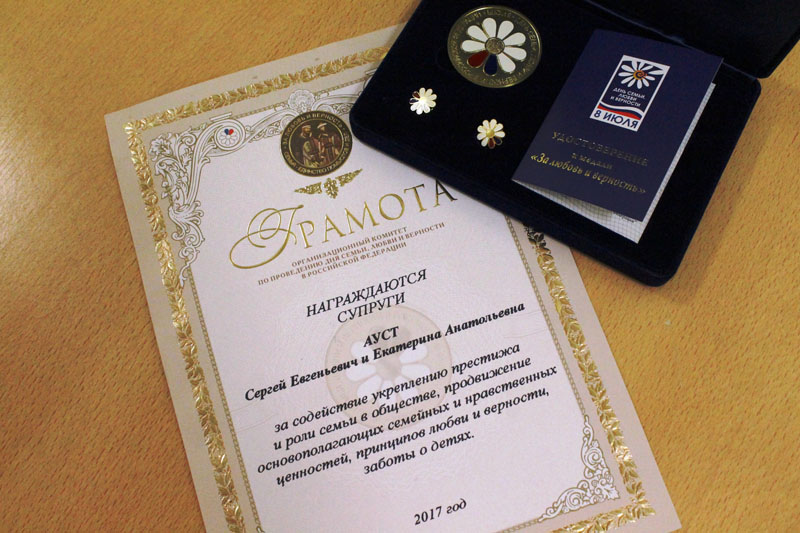 ГРАМОТА
ОРГАНИЗАЦИОННЫЙ КОМИТЕТ
ПО ПРОВЕДЕНИЮ ДНЯ СЕМЬИ, ЛЮБВИ И ВЕРНОСТИ
В РОССИЙСКОЙ ФЕДЕРАЦИИ
НАГРАЖДАЮТСЯ
СУПРУГИ
АУСТ
Сергей Евгеньевич и Екатерина Анатольевна
за содействие укреплению престижа
и роли семьи в обществе, продвижение
основополагающих семейных и нравственных
ценностей, принципов любви и верности,
заботы о детях.
2017 год
ДЕНЬ СЕМЬИ,
ЛЮБВИ
И ВЕРНОСТИ
8 ИЮЛЯ
УДОСТОВЕРЕНИЕ
к медали
«За любовь и верность»